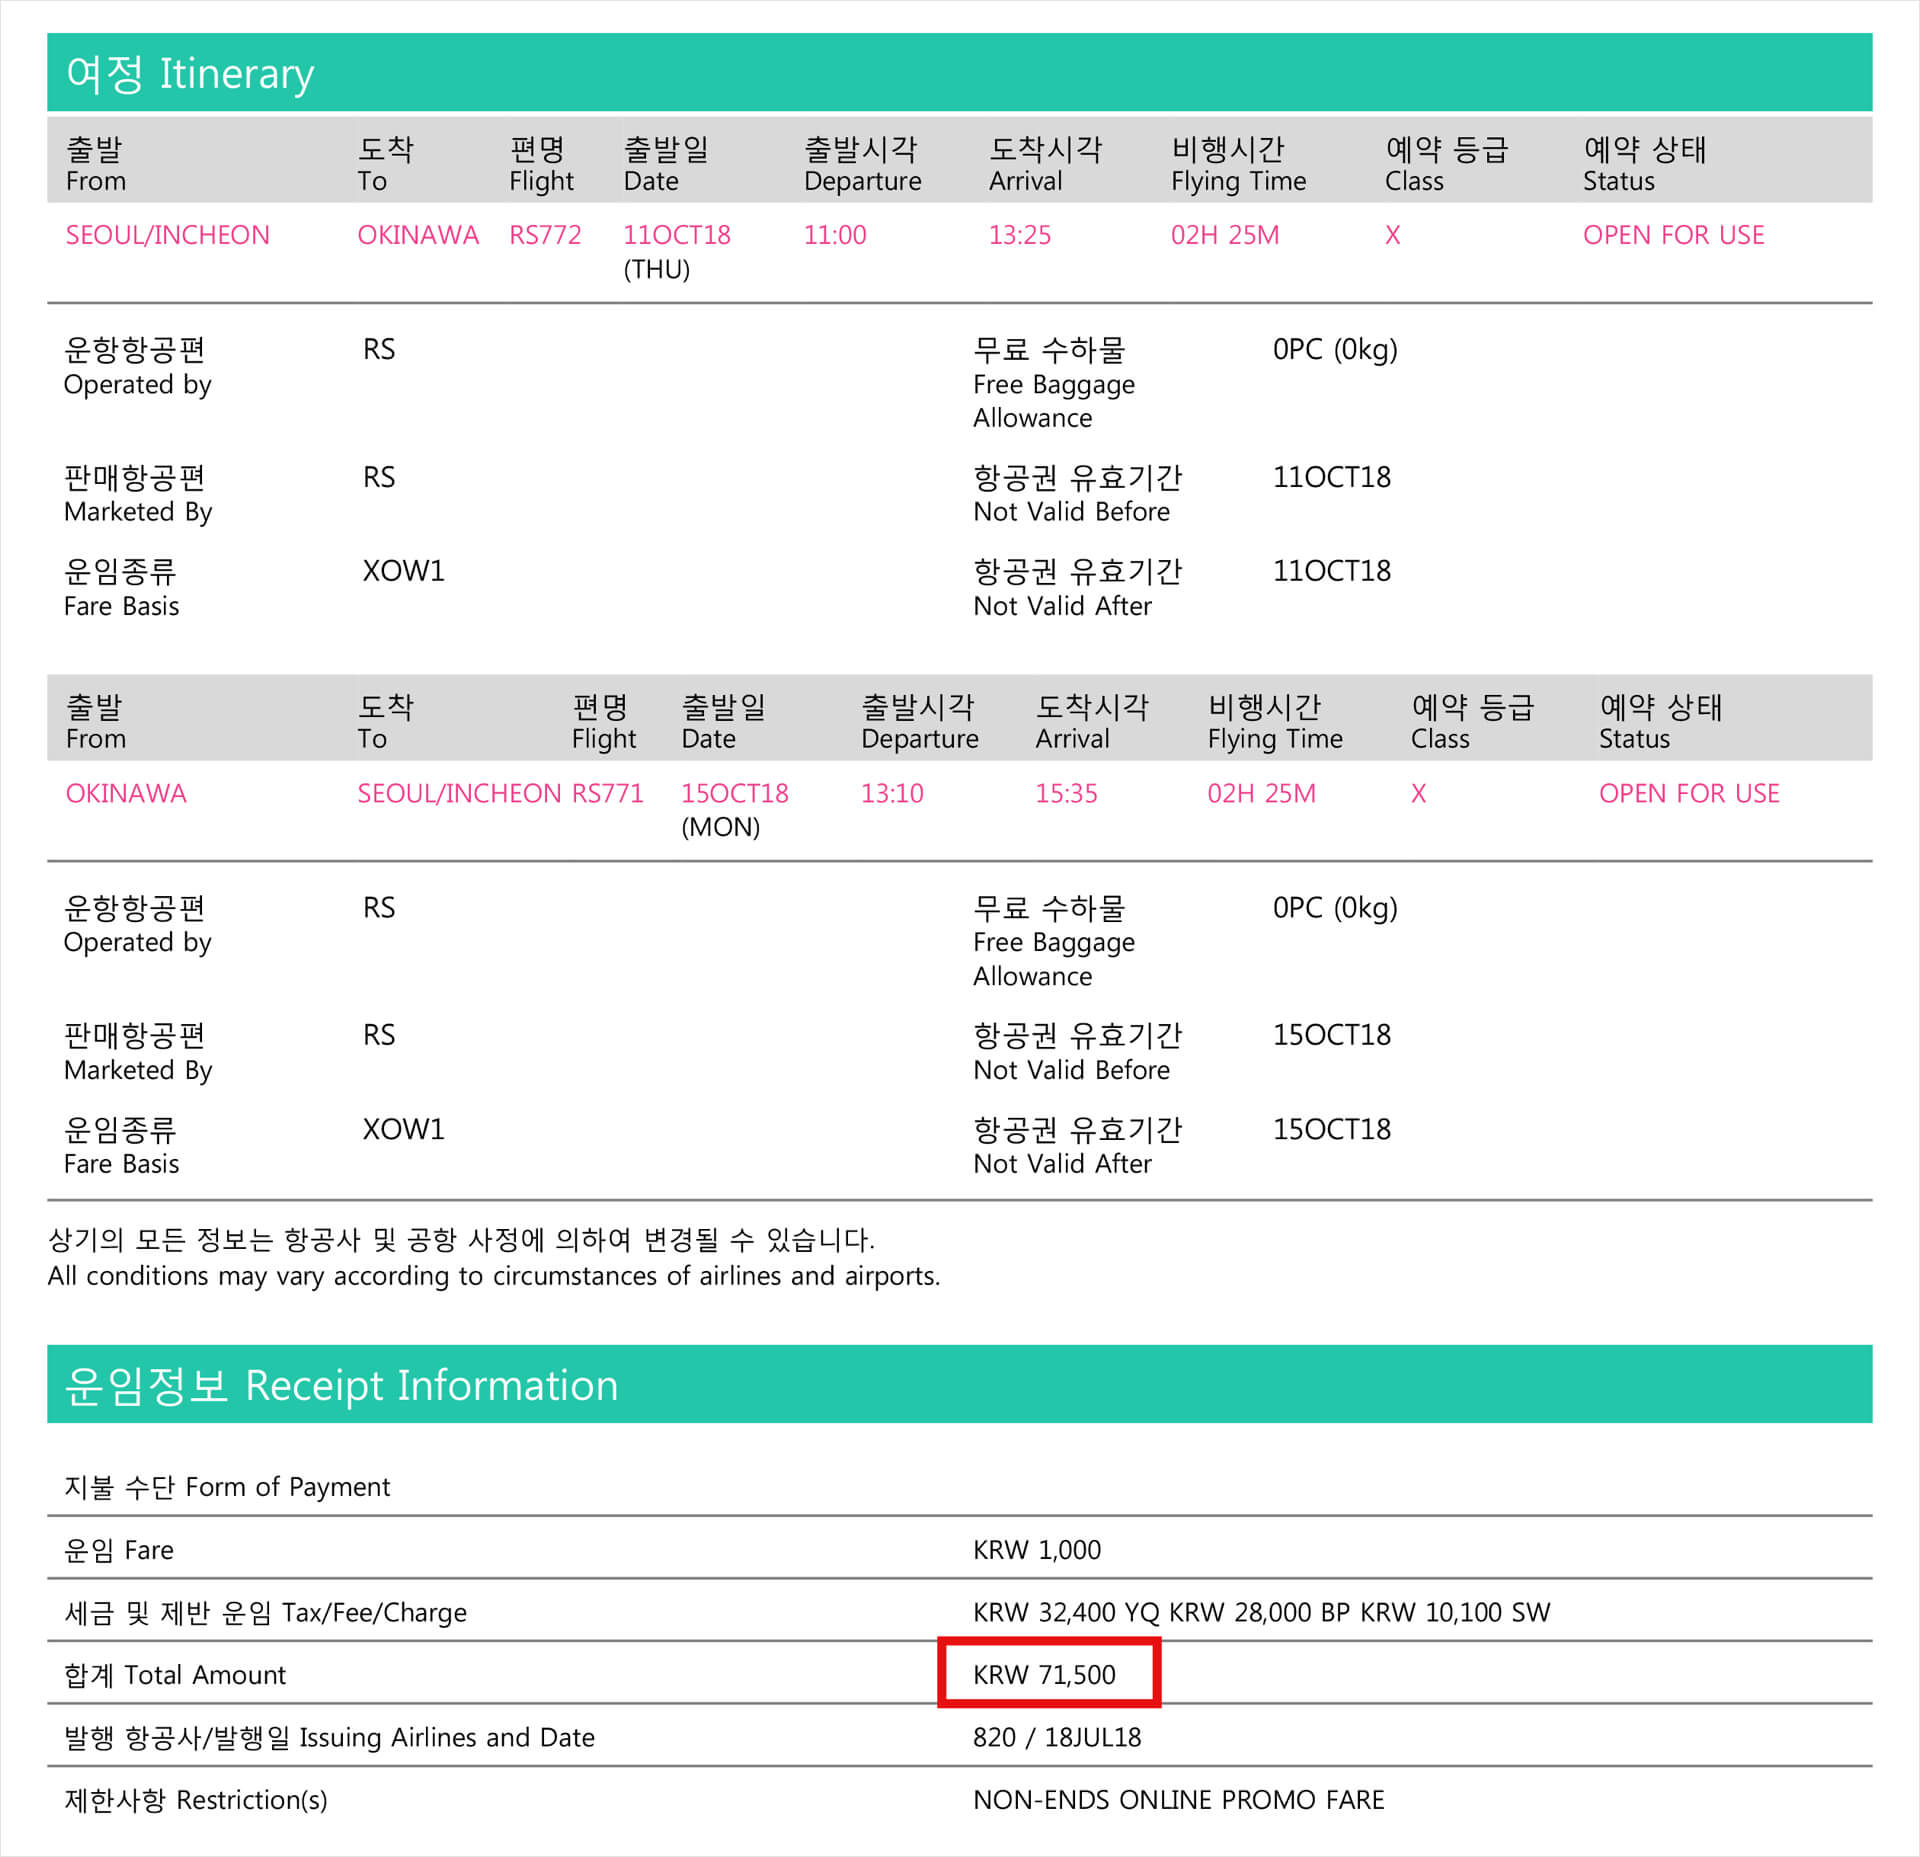 여정 Itinerary
출발 도착 편명 출발일 출발시각 도착시각 비행시간 예약 등급 예약 상태
From To Flight Date Departure Arrival Flying Time Class Status
SEOUL/INCHEON OKINAWA RS772 11OCT18 11:00 13:25 02H 25M X OPEN FOR USE
(THU)
운항항공편 RS 무료 수하물 0PC (0kg)
Operated by Free Baggage
Allowance
판매항공편 RS 항공권 유효기간 11OCT18
Marketed By Not Valid Before
운임종류 XOW1 항공권 유효기간 11OCT18
Fare Basis Not Valid After
출발 도착 편명 출발일 출발시각 도착시각 비행시간 예약 등급 예약 상태
From To Flight Date Departure Arrival Flying Time Class Status
OKINAWA SEOUL/INCHEON RS771 15OCT18 13:10 15:35 02H 25M X OPEN FOR USE
(MON)
운항항공편 RS 무료 수하물 0PC (0kg)
Operated by Free Baggage
Allowance
판매항공편 RS 항공권 유효기간 15OCT18
Marketed By Not Valid Before
운임종류 XOW1 항공권 유효기간 15OCT18
Fare Basis Not Valid After
상기의 모든 정보는 항공사 및 공항 사정에 의하여 변경될 수 있습니다.
All conditions may vary according to circumstances of airlines and airports.
운임정보 Receipt Information
지불 수단 Form of Payment
운임 Fare KRW 1,000
세금 및 제반 운임 Tax/Fee/Charge KRW 32,400 YQ KRW 28,000 BP KRW 10,100 SW
합계 Total Amount KRW 71,500
발행 항공사/발행일 Issuing Airlines and Date 820 / 18JUL18
제한사항 Restriction(s) NON-ENDS ONLINE PROMO FARE